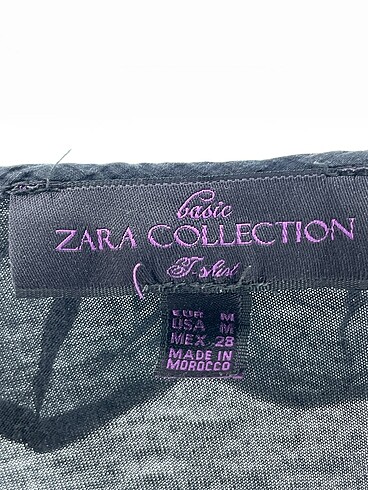 basic
ZARA COLLECTION
T-shirt
EUR M
USA M
MEX 28
MADE IN
MOROCCO